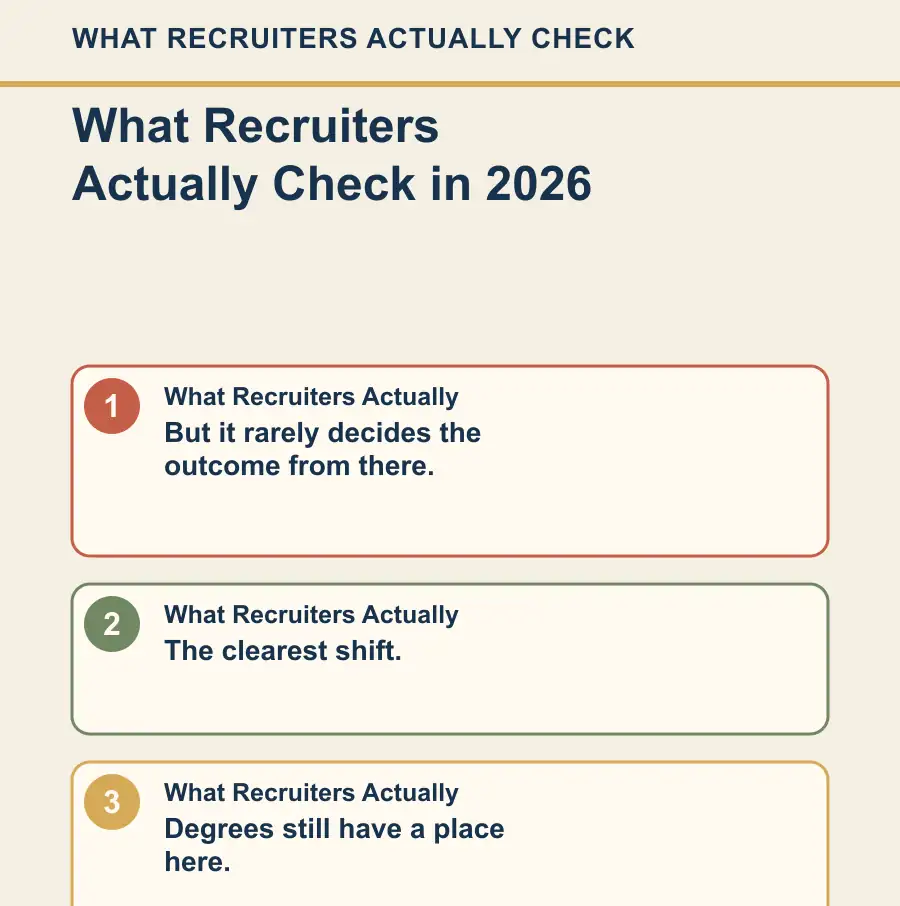 WHAT RECRUITERS ACTUALLY CHECK
What Recruiters
Actually Check in 2026
1
What Recruiters Actually
But it rarely decides the
outcome from there.
2
What Recruiters Actually
The clearest shift.
3
What Recruiters Actually
Degrees still have a place
here.